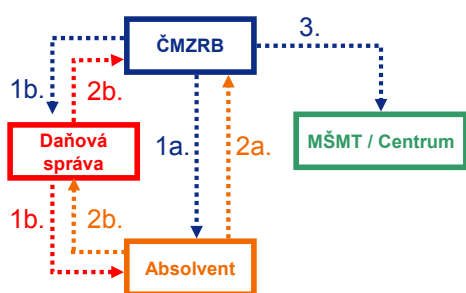 ČMZRB
3.
1b.
2b.
Daňová
správa
1a.
2a.
MŠMT / Centrum
1b.
2b.
Absolvent